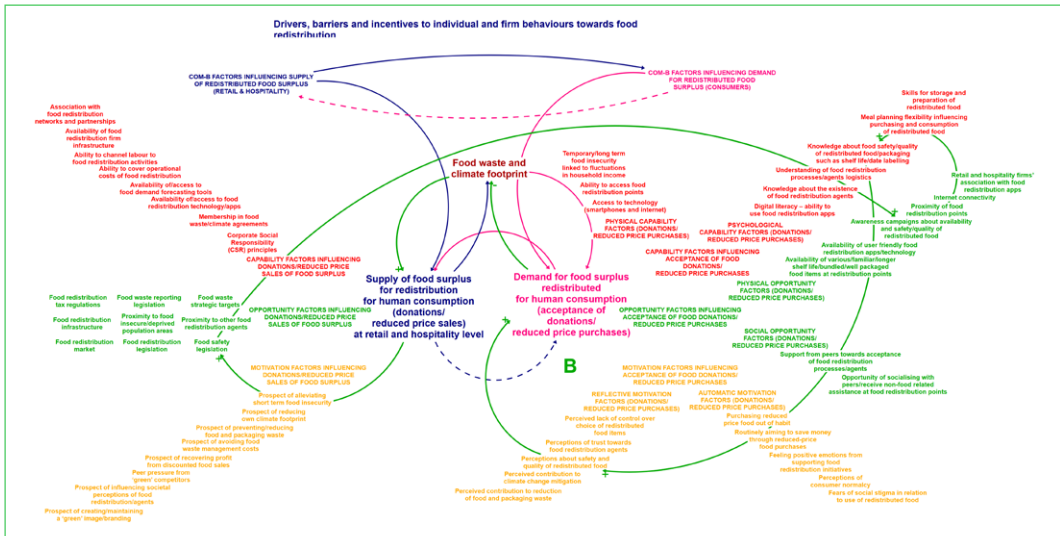 Drivers, barriers and incentives to individual and firm behaviours towards food
redistribution
COM-B FACTORS INFLUENCING SUPPLY
OF REDISTRIBUTED FOOD SURPLUS
(RETAIL & HOSPITALITY)
COM-B FACTORS INFLUENCING DEMAND
FOR REDISTRIBUTED FOOD
SURPLUS (CONSUMERS)
Association with
food redistribution
networks and partnerships
Availability of food
redistribution firm
infrastructure
Ability to channel labour to
food redistribution activities
Ability to cover operational
costs of food redistribution
Availability of/access to
food demand forecasting tools
Availability of/access to food
redistribution technology/apps
Membership in food
waste/climate agreements
Corporate Social
Responsibility
(CSR) principles
CAPABILITY FACTORS INFLUENCING
DONATIONS/REDUCED PRICE
SALES OF FOOD SURPLUS
Food redistribution
tax regulations
Food waste reporting
legislation
Food waste
strategic targets
Food redistribution
infrastructure
Proximity to food
insecure/deprived
population areas
Proximity to other food
redistribution agents
Food redistribution
market
Food redistribution
legislation
Food safety
legislation
OPPORTUNITY FACTORS INFLUENCING
DONATIONS/REDUCED PRICE
SALES OF FOOD SURPLUS
MOTIVATION FACTORS INFLUENCING
DONATIONS/REDUCED PRICE
SALES OF FOOD SURPLUS
Prospect of alleviating
short term food insecurity
Prospect of reducing
own climate footprint
Prospect of preventing/reducing
food and packaging waste
Prospect of avoiding food
waste management costs
Prospect of recovering profit
from discounted food sales
Peer pressure from
'green' competitors
Prospect of influencing societal
perceptions of food
redistribution/agents
Prospect of creating/maintaining
a 'green' image/branding
Food waste and
climate footprint
Supply of food surplus
for redistribution
for human consumption
(donations/
reduced price sales)
at retail and hospitality level
Demand for food surplus
redistributed
for human consumption
(acceptance of
donations/
reduced price purchases)
B
Temporary/long term
food insecurity
linked to fluctuations
in household income
Ability to access food
redistribution points
Access to technology
(smartphones and internet)
PHYSICAL CAPABILITY
FACTORS (DONATIONS/
REDUCED PRICE PURCHASES)
PSYCHOLOGICAL
CAPABILITY FACTORS (DONATIONS/
REDUCED PRICE PURCHASES)
CAPABILITY FACTORS INFLUENCING
ACCEPTANCE OF FOOD
DONATIONS/
REDUCED PRICE PURCHASES
Skills for storage and
preparation of
redistributed food
Meal planning flexibility influencing
purchasing and consumption
of redistributed food
Knowledge about food safety/quality
of redistributed food/packaging
such as shelf life/date labelling
Understanding of food redistribution
processes/agents logistics
Knowledge about the existence
of food redistribution agents
Digital literacy – ability to
use food redistribution apps
Retail and hospitality firms'
association with food
redistribution apps
Internet connectivity
Proximity of food
redistribution points
Awareness campaigns about availability
and safety/quality of
redistributed food
Availability of user friendly food
redistribution apps/technology
Availability of various/familiar/longer
shelf life/bundled/well packaged
food items at redistribution points
PHYSICAL OPPORTUNITY
FACTORS (DONATIONS/
REDUCED PRICE PURCHASES)
OPPORTUNITY FACTORS INFLUENCING
ACCEPTANCE OF FOOD DONATIONS/
REDUCED PRICE PURCHASES
SOCIAL OPPORTUNITY
FACTORS (DONATIONS/
REDUCED PRICE PURCHASES)
Support from peers towards acceptance
of food redistribution
processes/agents
Opportunity of socialising with
peers/receive non-food related
assistance at food redistribution points
MOTIVATION FACTORS INFLUENCING
ACCEPTANCE OF FOOD DONATIONS/
REDUCED PRICE PURCHASES
REFLECTIVE MOTIVATION
FACTORS (DONATIONS/
REDUCED PRICE PURCHASES)
AUTOMATIC MOTIVATION
FACTORS (DONATIONS/
REDUCED PRICE PURCHASES)
Perceived lack of control over
choice of redistributed
food items
Perceptions of trust towards
food redistribution agents
Perceptions about safety and
quality of redistributed food
Perceived contribution to
climate change mitigation
Perceived contribution to reduction
of food and packaging waste
Purchasing reduced
price food out of habit
Routinely aiming to save money
through reduced-price
food purchases
Feeling positive emotions from
supporting food
redistribution initiatives
Perceptions of
consumer normalcy
Fears of social stigma in relation
to use of redistributed food